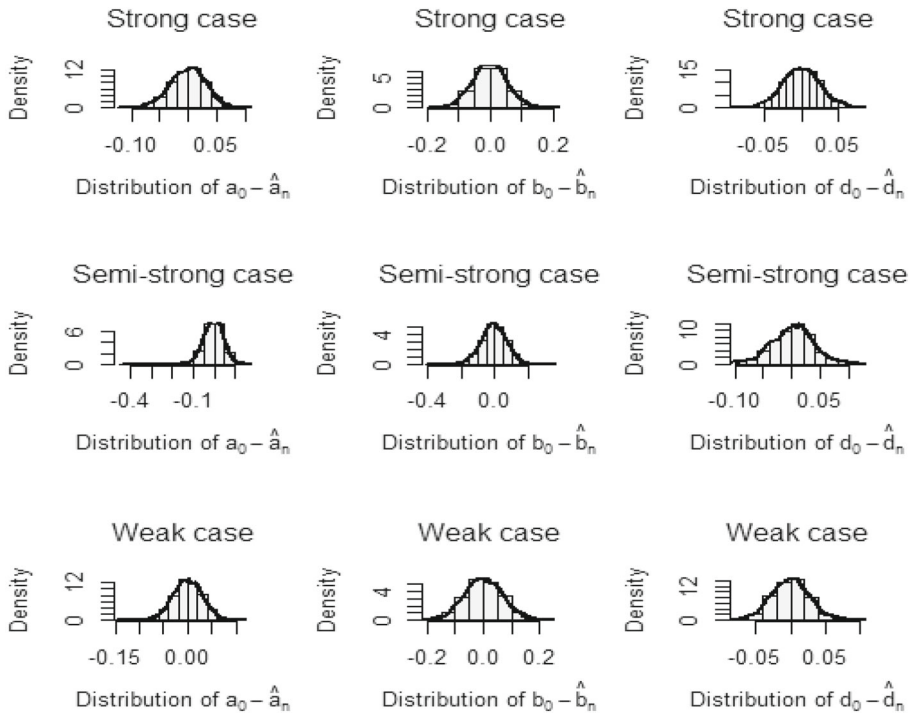 Strong case
Strong case
Strong case
Density
0 12
Density
0 5
Density
0 15
-0.10 0.05
-0.2 0.0 0.2
-0.05 0.05
Distribution of a₀ – âₙ
Distribution of b₀ – b̂ₙ
Distribution of d₀ – d̂ₙ
Semi-strong case
Semi-strong case
Semi-strong case
Density
0 6
Density
0 4
Density
0 10
-0.4 -0.1
-0.4 0.0
-0.10 0.05
Distribution of a₀ – âₙ
Distribution of b₀ – b̂ₙ
Distribution of d₀ – d̂ₙ
Weak case
Weak case
Weak case
Density
0 12
Density
0 4
Density
0 12
-0.15 0.00
-0.2 0.0 0.2
-0.05 0.05
Distribution of a₀ – âₙ
Distribution of b₀ – b̂ₙ
Distribution of d₀ – d̂ₙ